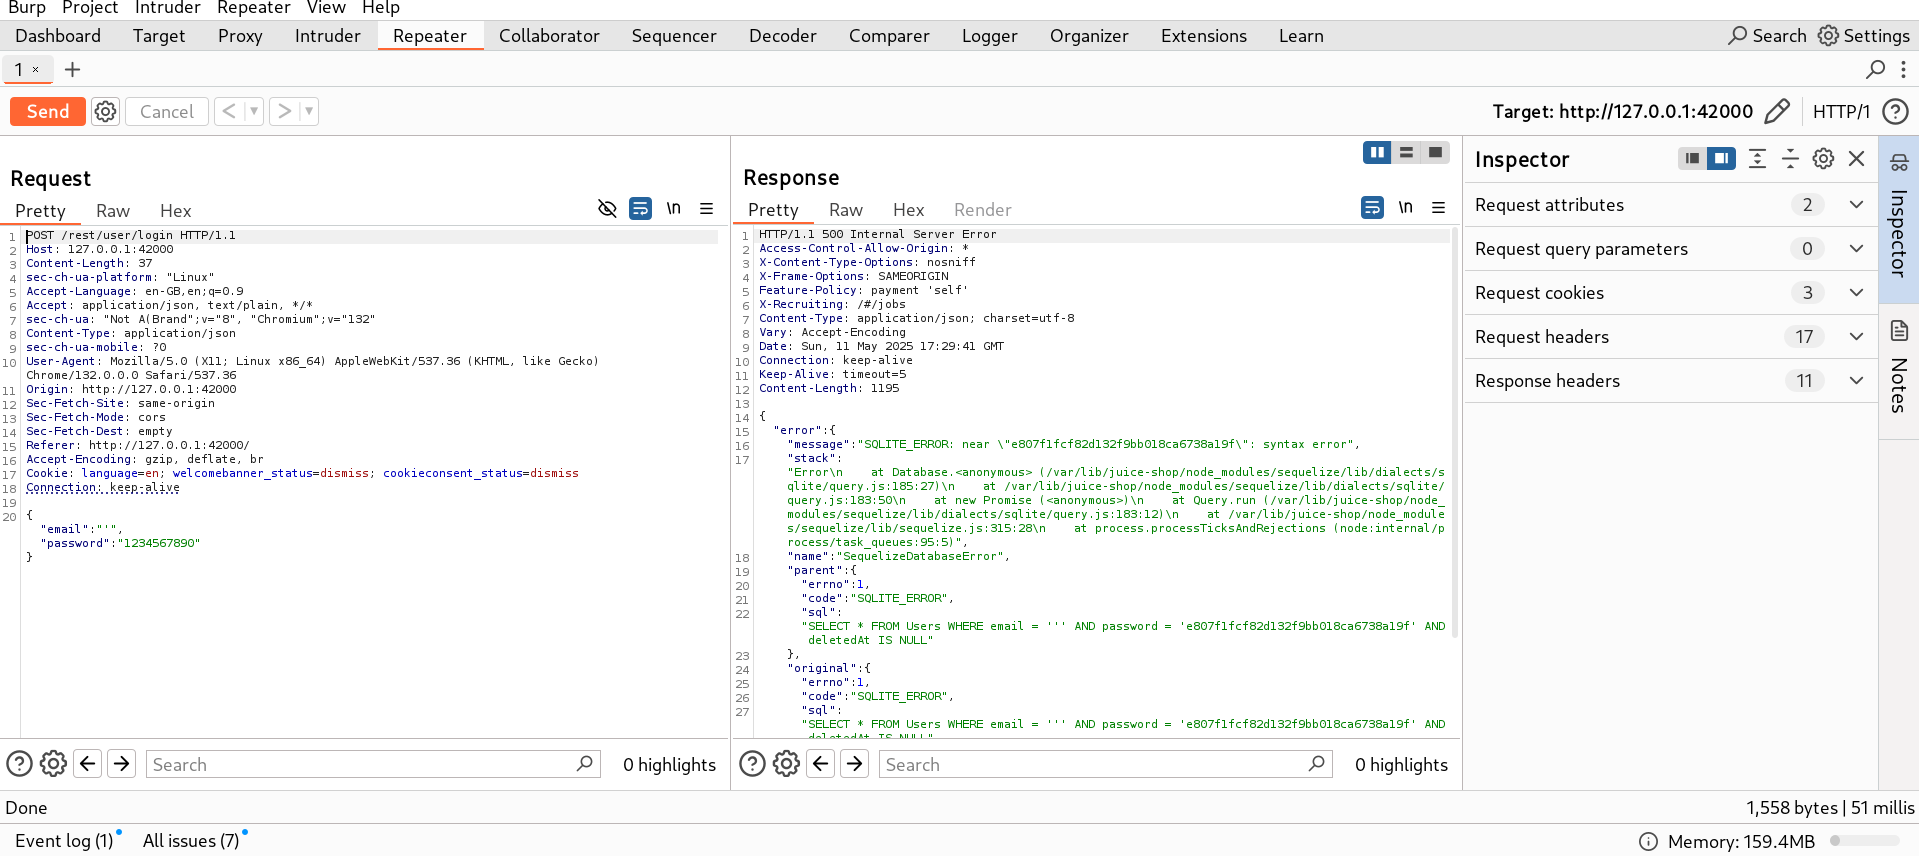 Burp Project Intruder Repeater View Help
Dashboard Target Proxy Intruder Repeater Collaborator Sequencer Decoder Comparer Logger Organizer Extensions Learn Search Settings
1 × +
Send Cancel < > Target: http://127.0.0.1:42000 HTTP/1
Request
Pretty Raw Hex \n
1 POST /rest/user/login HTTP/1.1
2 Host: 127.0.0.1:42000
3 Content-Length: 37
4 sec-ch-ua-platform: "Linux"
5 Accept-Language: en-GB,en;q=0.9
6 Accept: application/json, text/plain, */*
7 sec-ch-ua: "Not A(Brand";v="8", "Chromium";v="132"
8 Content-Type: application/json
9 sec-ch-ua-mobile: ?0
10 User-Agent: Mozilla/5.0 (X11; Linux x86_64) AppleWebKit/537.36 (KHTML, like Gecko)
Chrome/132.0.0.0 Safari/537.36
11 Origin: http://127.0.0.1:42000
12 Sec-Fetch-Site: same-origin
13 Sec-Fetch-Mode: cors
14 Sec-Fetch-Dest: empty
15 Referer: http://127.0.0.1:42000/
16 Accept-Encoding: gzip, deflate, br
17 Cookie: language=en; welcomebanner_status=dismiss; cookieconsent_status=dismiss
18 Connection: keep-alive
19
20 {
"email":"'",
"password":"1234567890"
}
Search 0 highlights
Response
Pretty Raw Hex Render \n
1 HTTP/1.1 500 Internal Server Error
2 Access-Control-Allow-Origin: *
3 X-Content-Type-Options: nosniff
4 X-Frame-Options: SAMEORIGIN
5 Feature-Policy: payment 'self'
6 X-Recruiting: /#/jobs
7 Content-Type: application/json; charset=utf-8
8 Vary: Accept-Encoding
9 Date: Sun, 11 May 2025 17:29:41 GMT
10 Connection: keep-alive
11 Keep-Alive: timeout=5
12 Content-Length: 1195
13
14 {
15 "error":{
16 "message":"SQLITE_ERROR: near \"e807f1fcf82d132f9bb018ca6738a19f\": syntax error",
17 "stack":
"Error\n    at Database.<anonymous> (/var/lib/juice-shop/node_modules/sequelize/lib/dialects/s
qlite/query.js:185:27)\n    at /var/lib/juice-shop/node_modules/sequelize/lib/dialects/sqlite/
query.js:183:50\n    at new Promise (<anonymous>)\n    at Query.run (/var/lib/juice-shop/node_
modules/sequelize/lib/dialects/sqlite/query.js:183:12)\n    at /var/lib/juice-shop/node_module
s/sequelize/lib/sequelize.js:315:28\n    at process.processTicksAndRejections (node:internal/p
rocess/task_queues:95:5)",
18 "name":"SequelizeDatabaseError",
19 "parent":{
20 "errno":1,
21 "code":"SQLITE_ERROR",
22 "sql":
"SELECT * FROM Users WHERE email = ''' AND password = 'e807f1fcf82d132f9bb018ca6738a19f' AND
deletedAt IS NULL"
23 },
24 "original":{
25 "errno":1,
26 "code":"SQLITE_ERROR",
27 "sql":
"SELECT * FROM Users WHERE email = ''' AND password = 'e807f1fcf82d132f9bb018ca6738a19f' AND
deletedAt IS NULL"
Search 0 highlights
Inspector
Request attributes 2
Request query parameters 0
Request cookies 3
Request headers 17
Response headers 11
Inspector
Notes
Done 1,558 bytes | 51 millis
Event log (1) All issues (7) Memory: 159.4MB